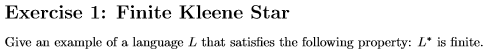 Exercise 1: Finite Kleene Star
Give an example of a language L that satisfies the following property: L* is finite.